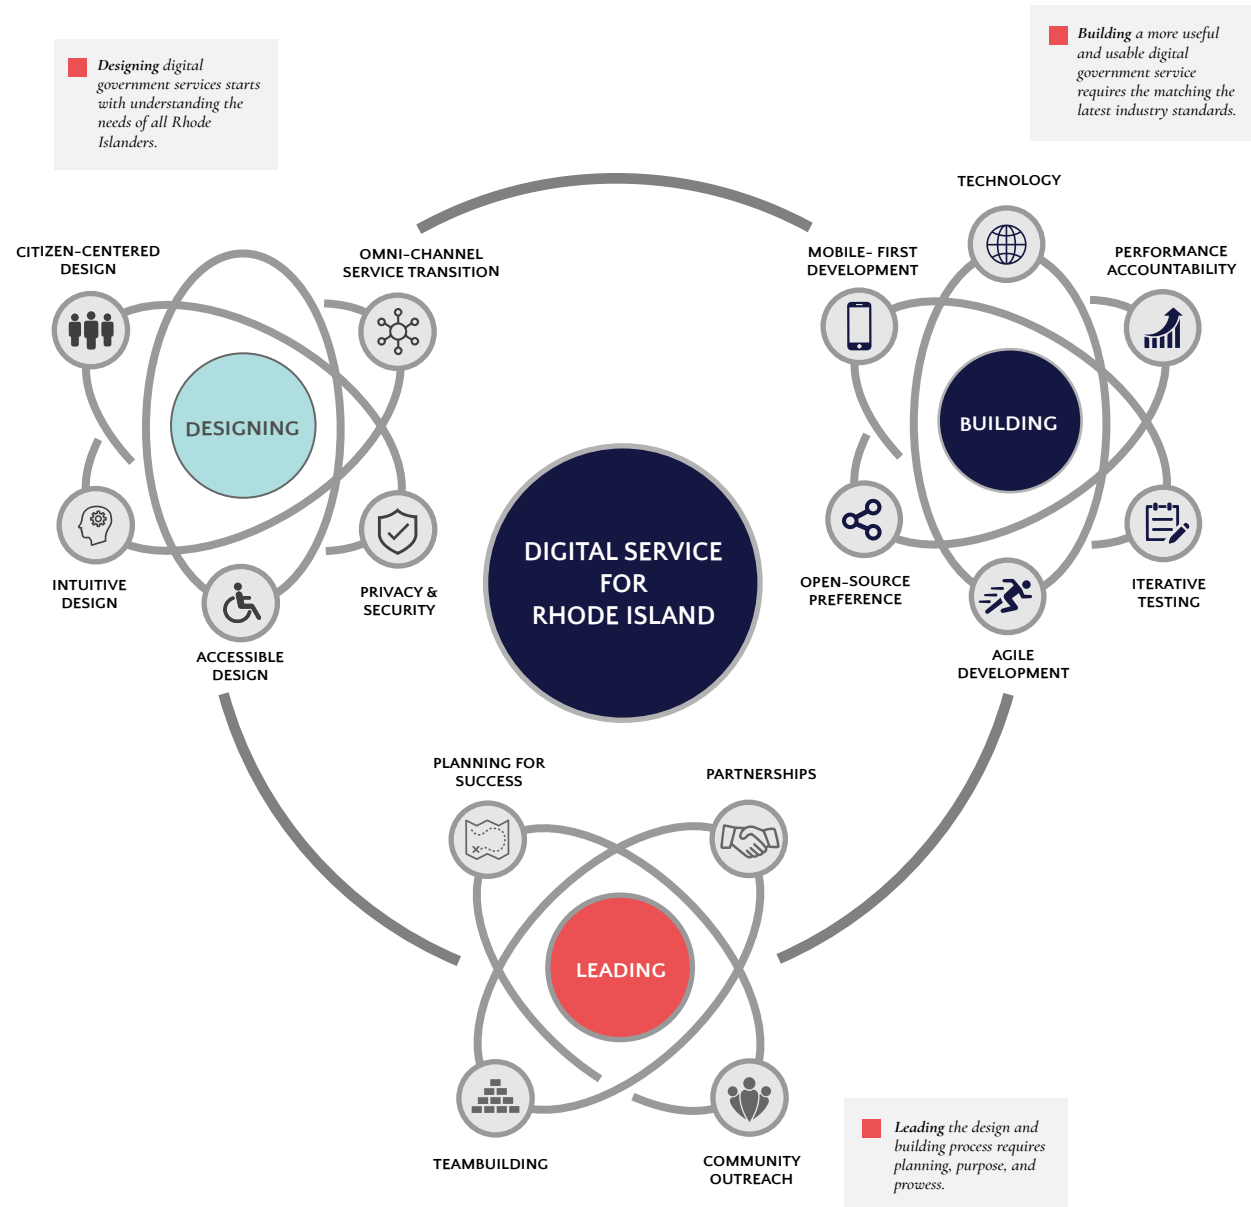 Designing digital
government services starts
with understanding the
needs of all Rhode
Islanders.
Building a more useful
and usable digital
government service
requires the matching the
latest industry standards.
CITIZEN-CENTERED
DESIGN
OMNI-CHANNEL
SERVICE TRANSITION
DESIGNING
INTUITIVE
DESIGN
PRIVACY &
SECURITY
ACCESSIBLE
DESIGN
TECHNOLOGY
MOBILE- FIRST
DEVELOPMENT
PERFORMANCE
ACCOUNTABILITY
BUILDING
OPEN-SOURCE
PREFERENCE
ITERATIVE
TESTING
AGILE
DEVELOPMENT
DIGITAL SERVICE
FOR
RHODE ISLAND
PLANNING FOR
SUCCESS
PARTNERSHIPS
LEADING
TEAMBUILDING
COMMUNITY
OUTREACH
Leading the design and
building process requires
planning, purpose, and
prowess.